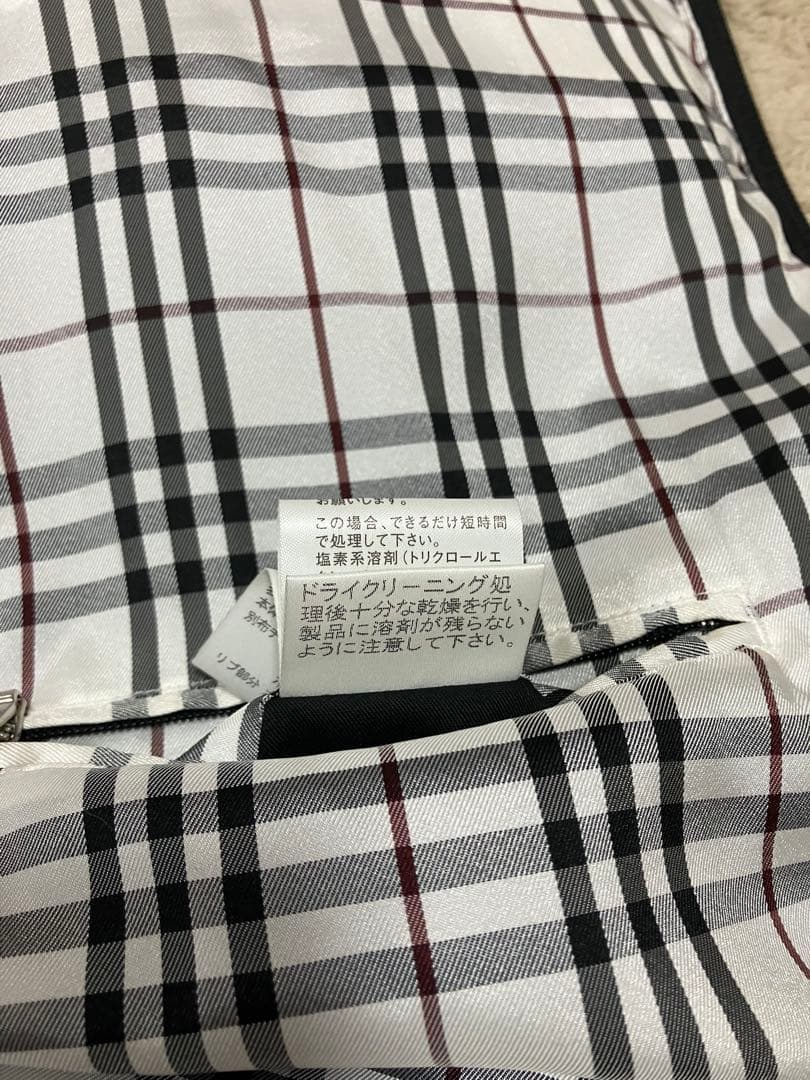 お願いします。
この場合、できるだけ短時間
で処理して下さい。
塩素系溶剤（トリクロールエ
ドライクリーニング処
理後十分な乾燥を行い、
製品に溶剤が残らない
ように注意して下さい。
本体
別布
リブ部分